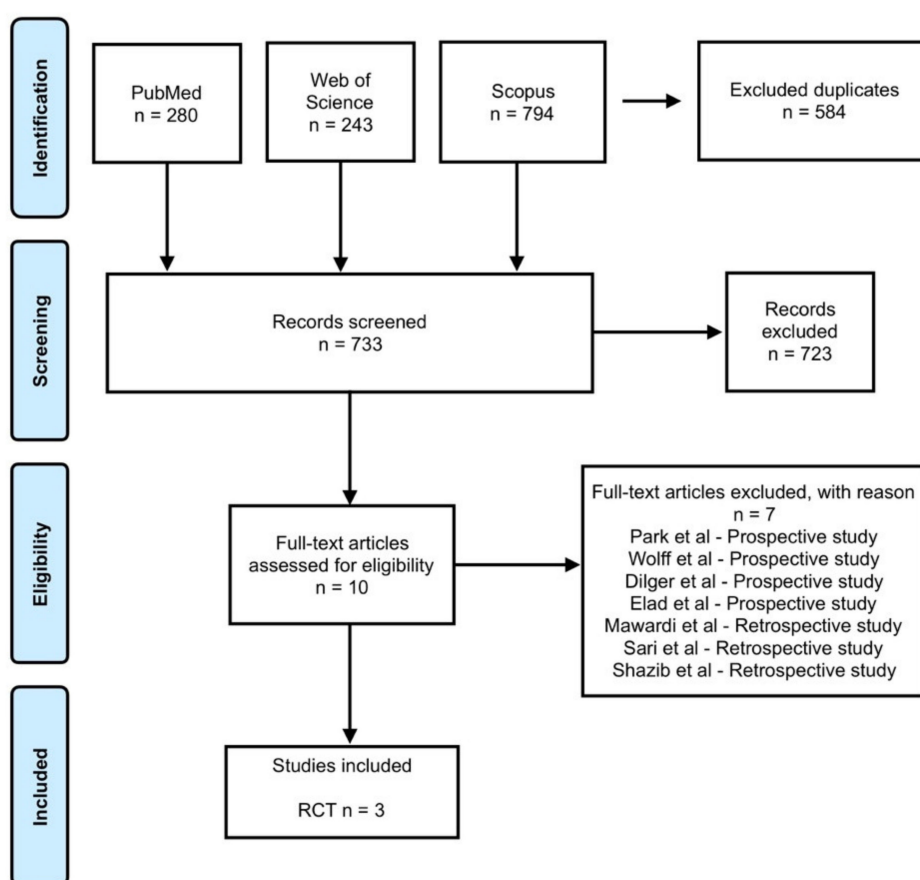 Identification
PubMed
n = 280
Web of
Science
n = 243
Scopus
n = 794
Excluded duplicates
n = 584
Screening
Records screened
n = 733
Records
excluded
n = 723
Eligibility
Full-text articles
assessed for eligibility
n = 10
Full-text articles excluded, with reason
n = 7
Park et al - Prospective study
Wolff et al - Prospective study
Dilger et al - Prospective study
Elad et al - Prospective study
Mawardi et al - Retrospective study
Sari et al - Retrospective study
Shazib et al - Retrospective study
Included
Studies included
RCT n = 3